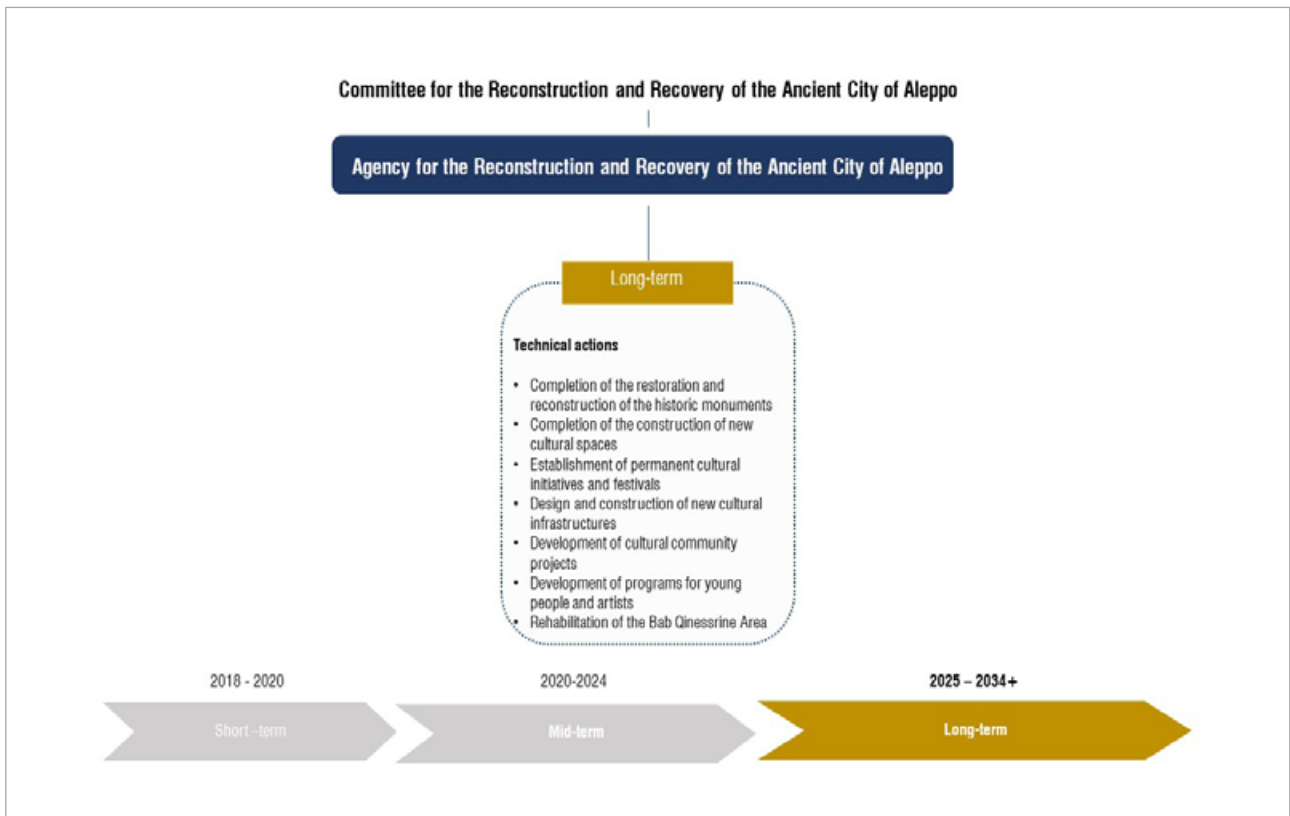 Committee for the Reconstruction and Recovery of the Ancient City of Aleppo
Agency for the Reconstruction and Recovery of the Ancient City of Aleppo
Long-term
Technical actions
• Completion of the restoration and
reconstruction of the historic monuments
• Completion of the construction of new
cultural spaces
• Establishment of permanent cultural
initiatives and festivals
• Design and construction of new cultural
infrastructures
• Development of cultural community
projects
• Development of programs for young
people and artists
• Rehabilitation of the Bab Qinessrine Area
2018 - 2020
2020-2024
2025 – 2034+
Short –term
Mid-term
Long-term